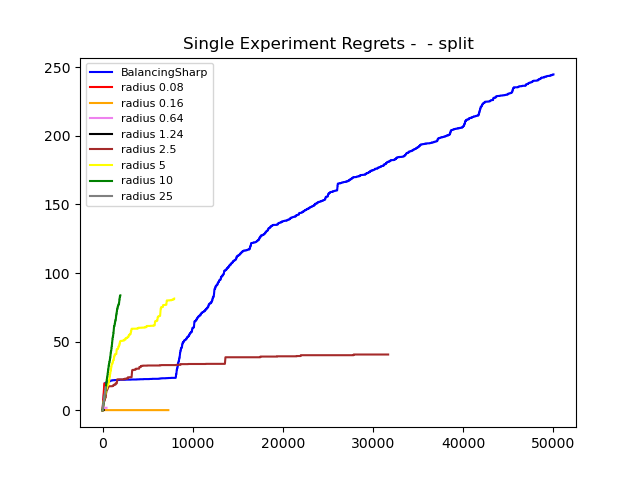 Single Experiment Regrets -  - split
BalancingSharp
radius 0.08
radius 0.16
radius 0.64
radius 1.24
radius 2.5
radius 5
radius 10
radius 25
250
200
150
100
50
0
0 10000 20000 30000 40000 50000